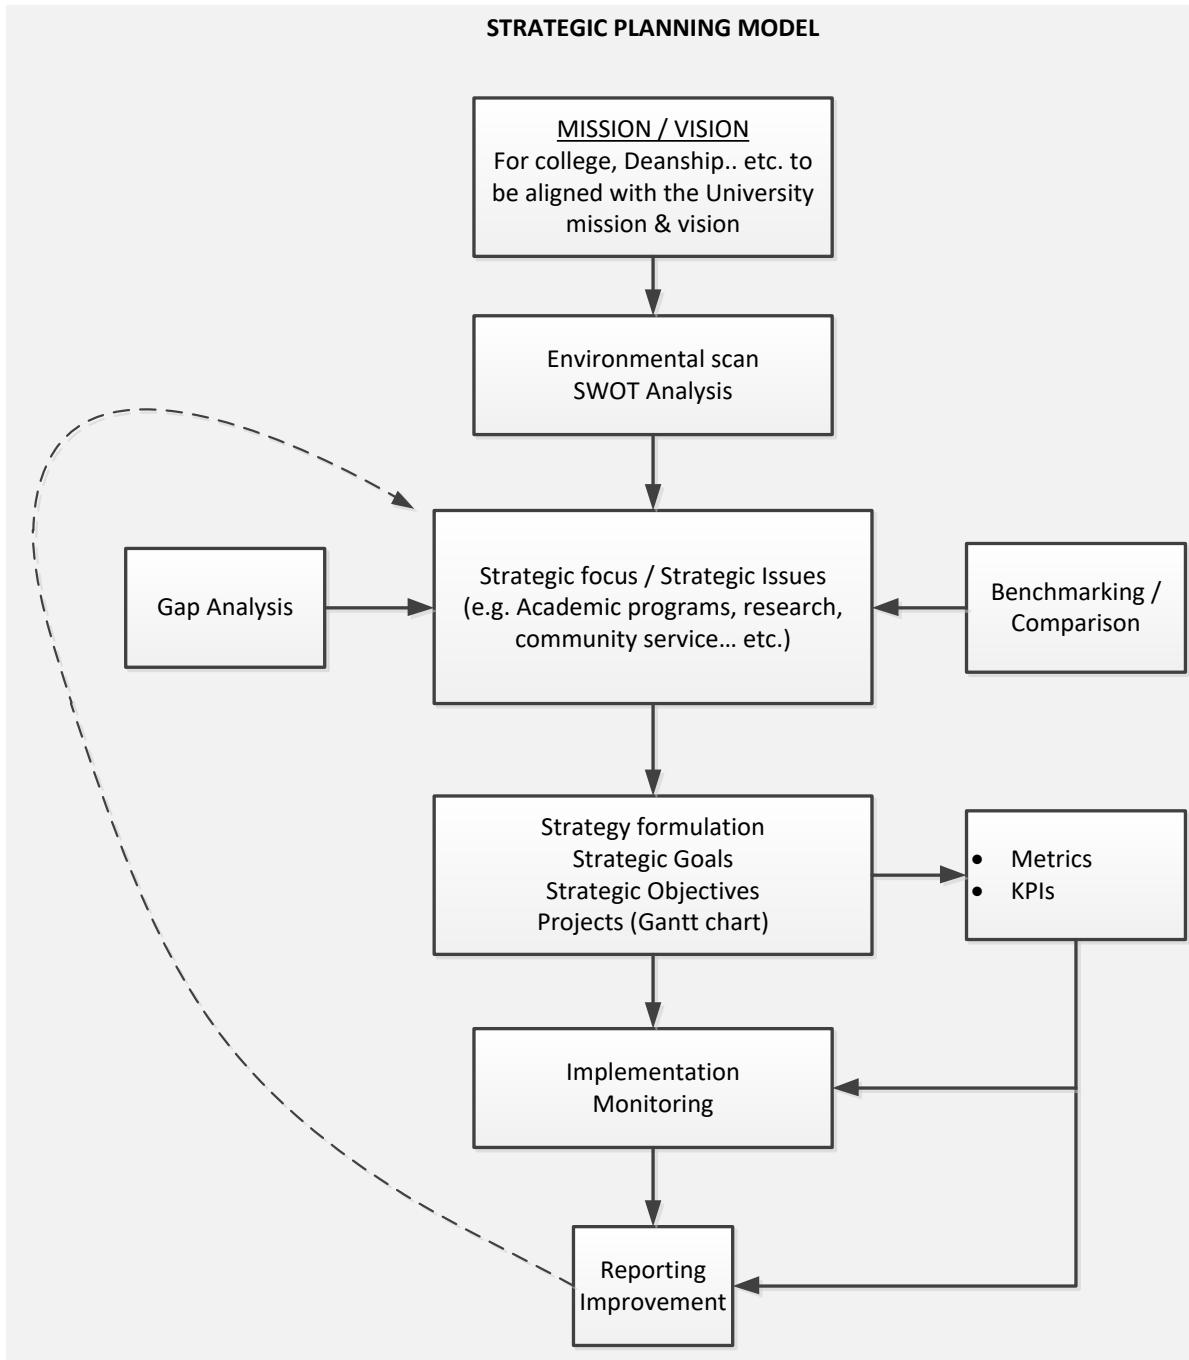 STRATEGIC PLANNING MODEL
MISSION / VISION
For college, Deanship.. etc. to
be aligned with the University
mission & vision
Environmental scan
SWOT Analysis
Gap Analysis
Strategic focus / Strategic Issues
(e.g. Academic programs, research,
community service… etc.)
Benchmarking /
Comparison
Strategy formulation
Strategic Goals
Strategic Objectives
Projects (Gantt chart)
• Metrics
• KPIs
Implementation
Monitoring
Reporting
Improvement